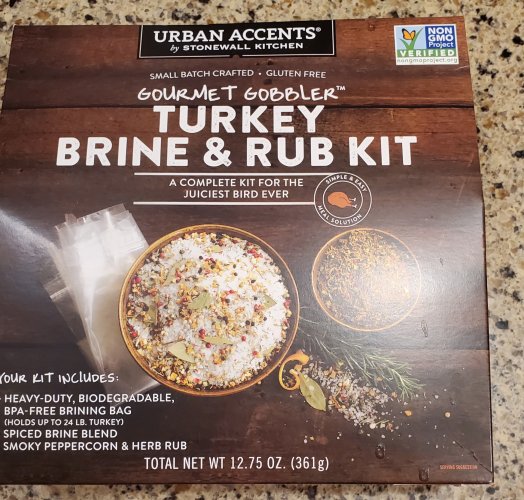 URBAN ACCENTS®
by STONEWALL KITCHEN
NON
GMO
Project
VERIFIED
nongmoproject.org
SMALL BATCH CRAFTED • GLUTEN FREE
GOURMET GOBBLER™
TURKEY
BRINE & RUB KIT
A COMPLETE KIT FOR THE
JUICIEST BIRD EVER
SIMPLE & EASY
MEAL SOLUTION
YOUR KIT INCLUDES:
HEAVY-DUTY, BIODEGRADABLE,
BPA-FREE BRINING BAG
(HOLDS UP TO 24 LB. TURKEY)
SPICED BRINE BLEND
SMOKY PEPPERCORN & HERB RUB
TOTAL NET WT 12.75 OZ. (361g)
SERVING SUGGESTION